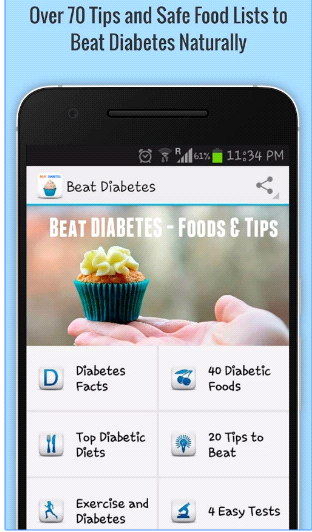 Over 70 Tips and Safe Food Lists to
Beat Diabetes Naturally
R 61% 11:34 PM
BEAT DIABETES
Beat Diabetes
BEAT DIABETES - FOODS & TIPS
D
Diabetes
Facts
40 Diabetic
Foods
Top Diabetic
Diets
20 Tips to
Beat
Exercise and
Diabetes
4 Easy Tests